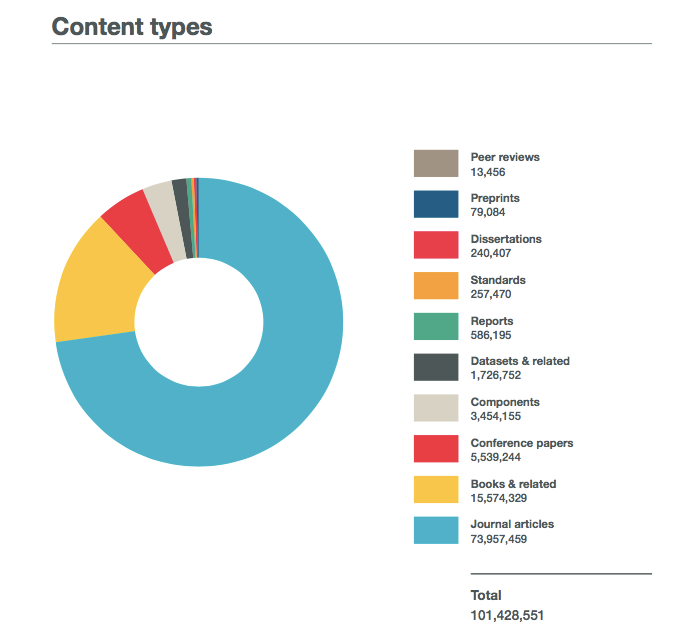 Content types
Peer reviews
13,456
Preprints
79,084
Dissertations
240,407
Standards
257,470
Reports
586,195
Datasets & related
1,726,752
Components
3,454,155
Conference papers
5,539,244
Books & related
15,574,329
Journal articles
73,957,459
Total
101,428,551